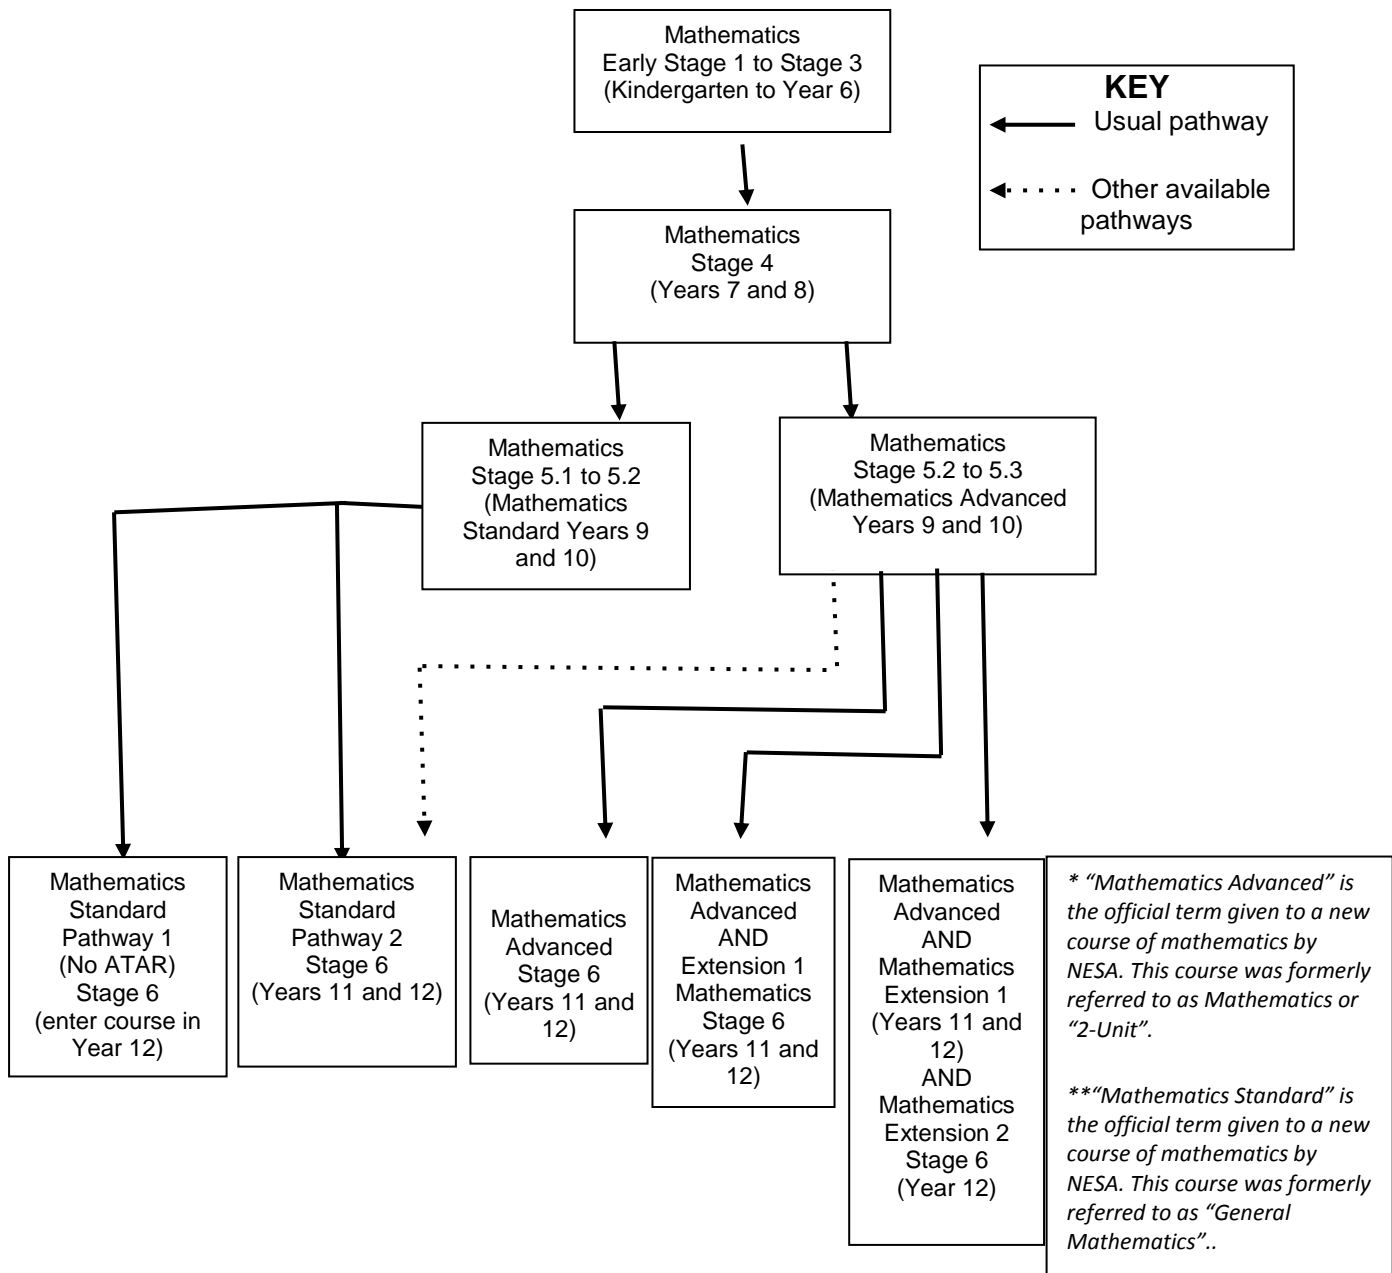 Mathematics
Early Stage 1 to Stage 3
(Kindergarten to Year 6)
KEY
Usual pathway
Other available
pathways
Mathematics
Stage 4
(Years 7 and 8)
Mathematics
Stage 5.1 to 5.2
(Mathematics
Standard Years 9
and 10)
Mathematics
Stage 5.2 to 5.3
(Mathematics Advanced
Years 9 and 10)
Mathematics
Standard
Pathway 1
(No ATAR)
Stage 6
(enter course in
Year 12)
Mathematics
Standard
Pathway 2
Stage 6
(Years 11 and 12)
Mathematics
Advanced
Stage 6
(Years 11 and
12)
Mathematics
Advanced
AND
Extension 1
Mathematics
Stage 6
(Years 11 and
12)
Mathematics
Advanced
AND
Mathematics
Extension 1
(Years 11 and
12)
AND
Mathematics
Extension 2
Stage 6
(Year 12)
* “Mathematics Advanced” is
the official term given to a new
course of mathematics by
NESA. This course was formerly
referred to as Mathematics or
“2-Unit”.
**“Mathematics Standard” is
the official term given to a new
course of mathematics by
NESA. This course was formerly
referred to as “General
Mathematics”..